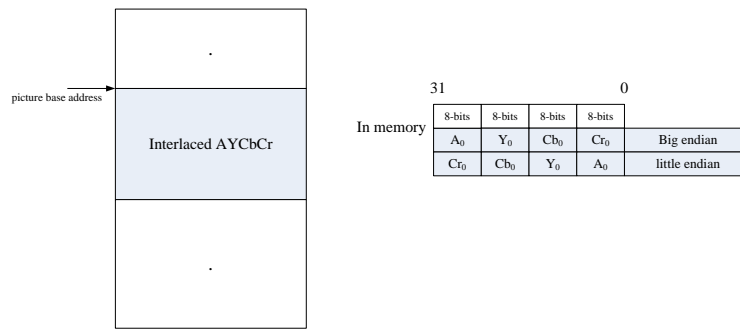 .
picture base address
Interlaced AYCbCr
.
31 0
In memory
8-bits 8-bits 8-bits 8-bits
A₀ Y₀ Cb₀ Cr₀ Big endian
Cr₀ Cb₀ Y₀ A₀ little endian